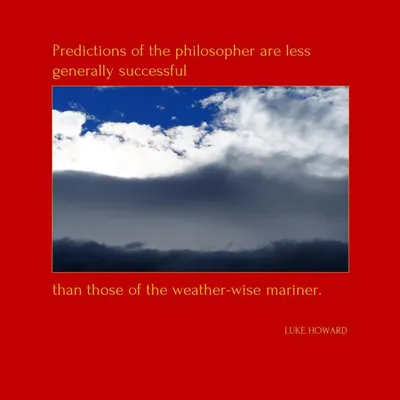 Predictions of the philosopher are less
generally successful
than those of the weather-wise mariner.
LUKE HOWARD